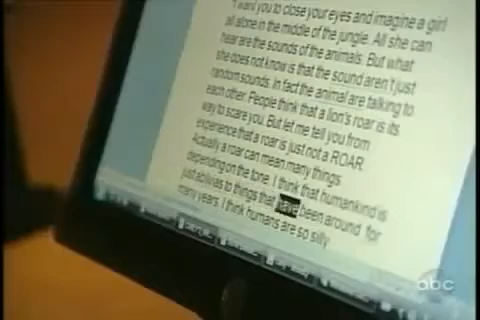 "I want you to close your eyes and imagine a girl
all alone in the middle of the jungle. All she can
hear are the sounds of the animals. But what
she does not know is that the sound aren't just
random sounds. In fact the animal are talking to
each other. People think that a lion's roar is its
way to scare you. But let me tell you from
experience that a roar is just not a ROAR.
Actually a roar can mean many things
depending on the tone. I think that humankind is
just ablivias to things that have been around for
many years. I think humans are so silly
abc